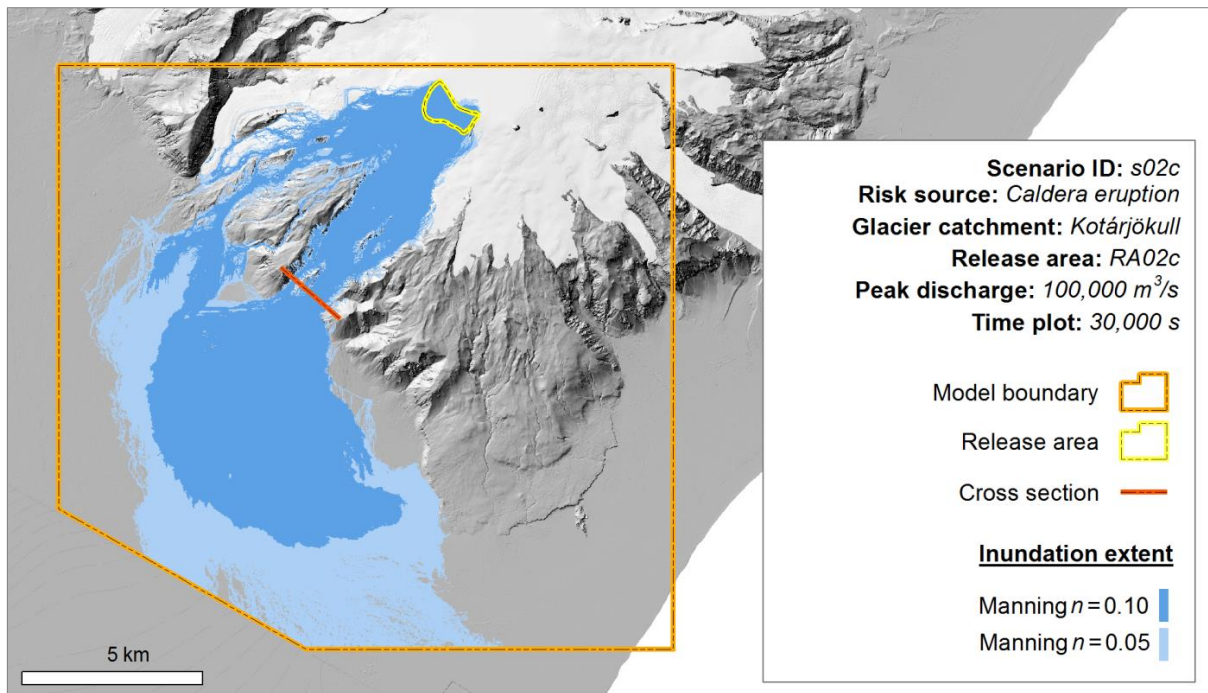 Scenario ID: s02c
Risk source: Caldera eruption
Glacier catchment: Kotárjökull
Release area: RA02c
Peak discharge: 100,000 m³/s
Time plot: 30,000 s
Model boundary
Release area
Cross section
Inundation extent
Manning n = 0.10
Manning n = 0.05
5 km